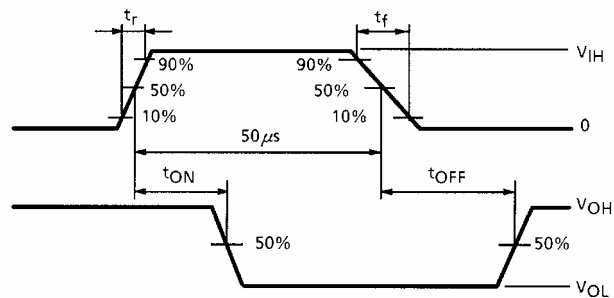 tr tf
VIH
90% 90%
50% 50%
10% 10% 0
50μs
tON tOFF
VOH
50% 50%
VOL